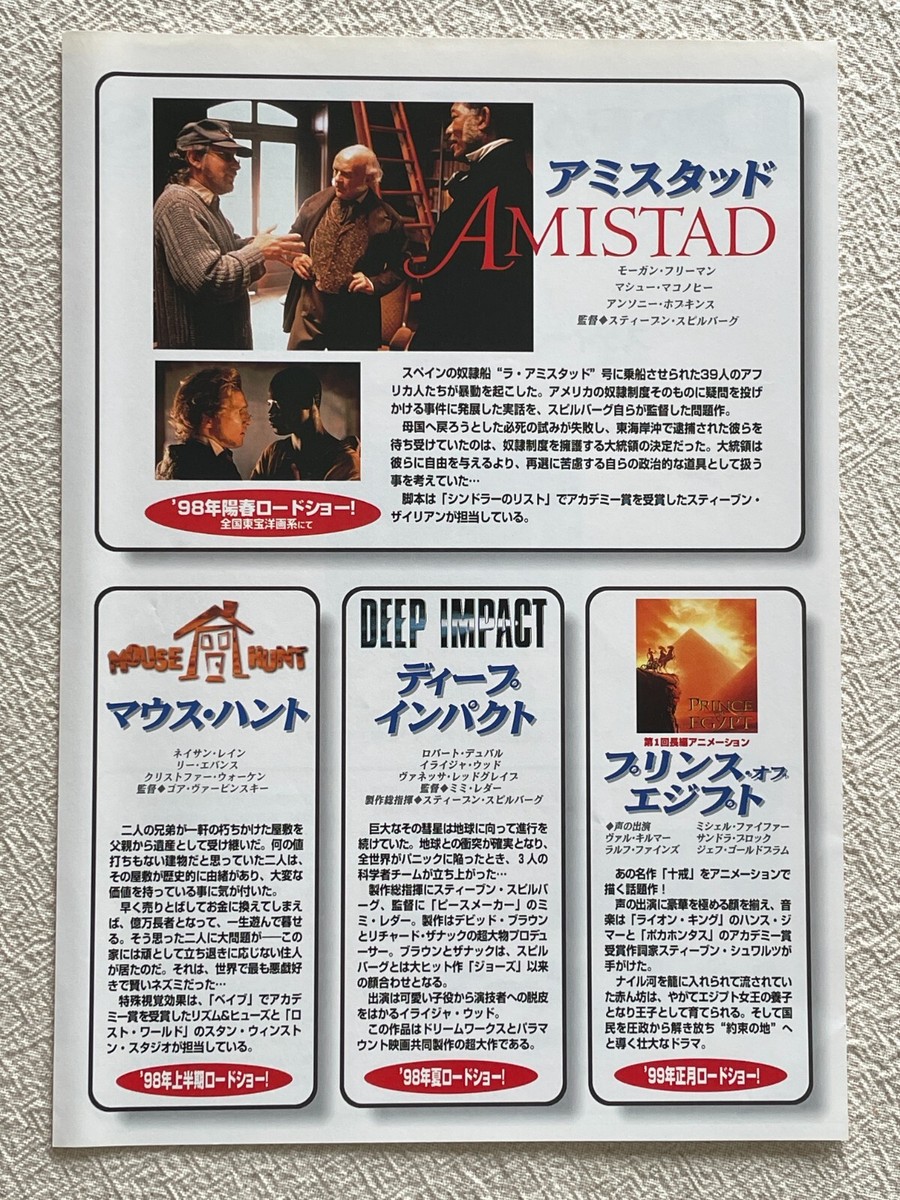 アミスタッド
AMISTAD
モーガン・フリーマン
マシュー・マコノヒー
アンソニー・ホプキンス
監督◆スティーブン・スピルバーグ
スペインの奴隷船“ラ・アミスタッド”号に乗船させられた39人のアフ
リカ人たちが暴動を起こした。アメリカの奴隷制度そのものに疑問を投げ
かける事件に発展した実話を、スピルバーグ自らが監督した問題作。
母国へ戻ろうとした必死の試みが失敗し、東海岸沖で逮捕された彼らを
待ち受けていたのは、奴隷制度を擁護する大統領の決定だった。大統領は
彼らに自由を与えるより、再選に苦慮する自らの政治的な道具として扱う
事を考えていた…
脚本は「シンドラーのリスト」でアカデミー賞を受賞したスティーブン・
ザイリアンが担当している。
'98年陽春ロードショー!
全国東宝洋画系にて
MOUSE HUNT
マウス・ハント
ネイサン・レイン
リー・エバンス
クリストファー・ウォーケン
監督◆ゴア・ヴァービンスキー
二人の兄弟が一軒の朽ちかけた屋敷を
父親から遺産として受け継いだ。何の値
打ちもない建物だと思っていた二人は、
その屋敷が歴史的に由緒があり、大変な
価値を持っている事に気が付いた。
早く売りとばしてお金に換えてしまえ
ば、億万長者となって、一生遊んで暮せ
る。そう思った二人に大問題が――この
家には頑として立ち退きに応じない住人
が居たのだ。それは、世界で最も悪戯好
きで賢いネズミだった…
特殊視覚効果は、「ベイブ」でアカデ
ミー賞を受賞したリズム&ヒューズと「ロ
スト・ワールド」のスタン・ウィンスト
ン・スタジオが担当している。
'98年上半期ロードショー!
DEEP IMPACT
ディープ
インパクト
ロバート・デュバル
イライジャ・ウッド
ヴァネッサ・レッドグレイブ
監督◆ミミ・レダー
製作総指揮◆スティーブン・スピルバーグ
巨大なその彗星は地球に向って進行を
続けていた。地球との衝突が確実となり、
全世界がパニックに陥ったとき、3人の
科学者チームが立ち上がった…
製作総指揮にスティーブン・スピルバ
ーグ、監督に「ピースメーカー」のミ
ミ・レダー。製作はデビッド・ブラウン
とリチャード・ザナックの超大物プロデュ
ーサー。ブラウンとザナックは、スピル
バーグとは大ヒット作「ジョーズ」以来
の顔合わせとなる。
出演は可愛い子役から演技者への脱皮
をはかるイライジャ・ウッド。
この作品はドリームワークスとパラマ
ウント映画共同製作の超大作である。
'98年夏ロードショー!
PRINCE
OF
EGYPT
第1回長編アニメーション
プリンス・オブ
エジプト
◆声の出演
ヴァル・キルマー
ラルフ・ファインズ
ミシェル・ファイファー
サンドラ・ブロック
ジェフ・ゴールドブラム
あの名作「十戒」をアニメーションで
描く話題作!
声の出演に豪華を極める顔を揃え、音
楽は「ライオン・キング」のハンス・ジ
マーと「ポカホンタス」のアカデミー賞
受賞作詞家スティーブン・シュワルツが
手がけた。
ナイル河を籠に入れられて流されてい
た赤ん坊は、やがてエジプト女王の養子
となり王子として育てられる。そして国
民を圧政から解き放ち“約束の地”へ
と導く壮大なドラマ。
'99年正月ロードショー!